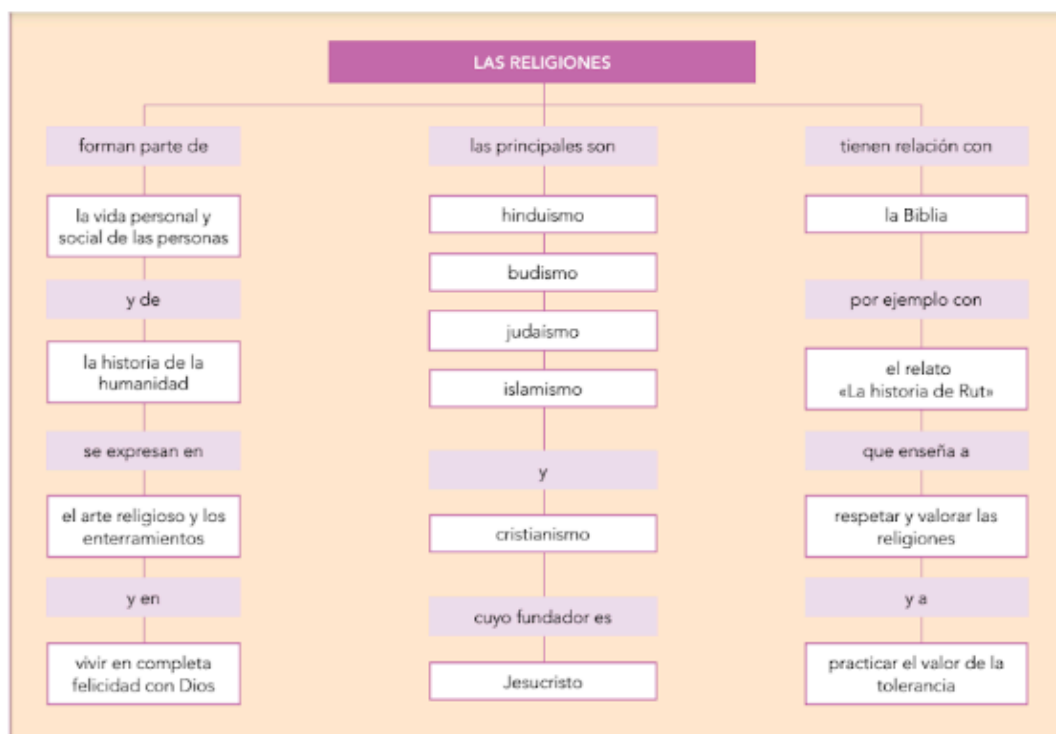 LAS RELIGIONES
forman parte de
la vida personal y
social de las personas
y de
la historia de la
humanidad
se expresan en
el arte religioso y los
enterramientos
y en
vivir en completa
felicidad con Dios
las principales son
hinduismo
budismo
judaísmo
islamismo
y
cristianismo
cuyo fundador es
Jesucristo
tienen relación con
la Biblia
por ejemplo con
el relato
«La historia de Rut»
que enseña a
respetar y valorar las
religiones
y a
practicar el valor de la
tolerancia